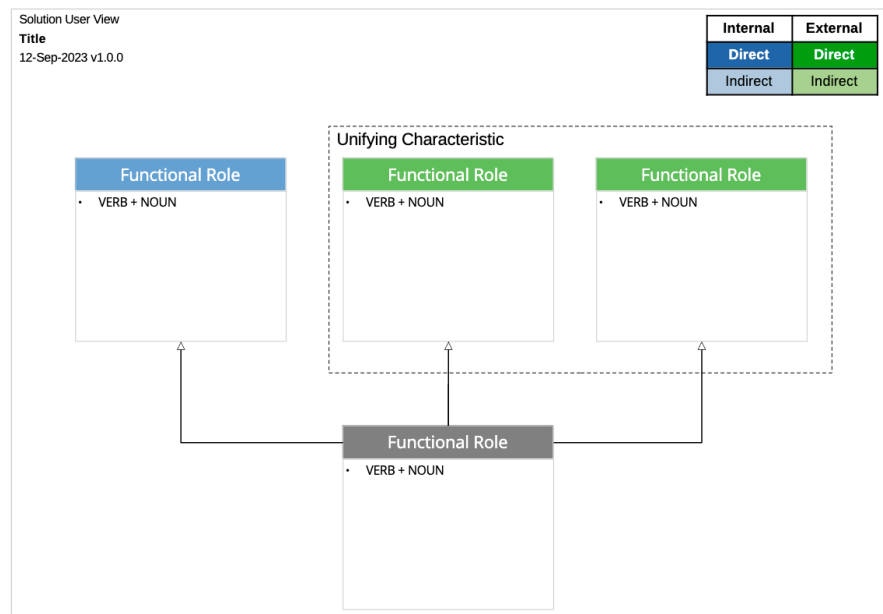 Solution User View
Title
12-Sep-2023 v1.0.0
Internal External
Direct Direct
Indirect Indirect
Unifying Characteristic
Functional Role
• VERB + NOUN
Functional Role
• VERB + NOUN
Functional Role
• VERB + NOUN
Functional Role
• VERB + NOUN